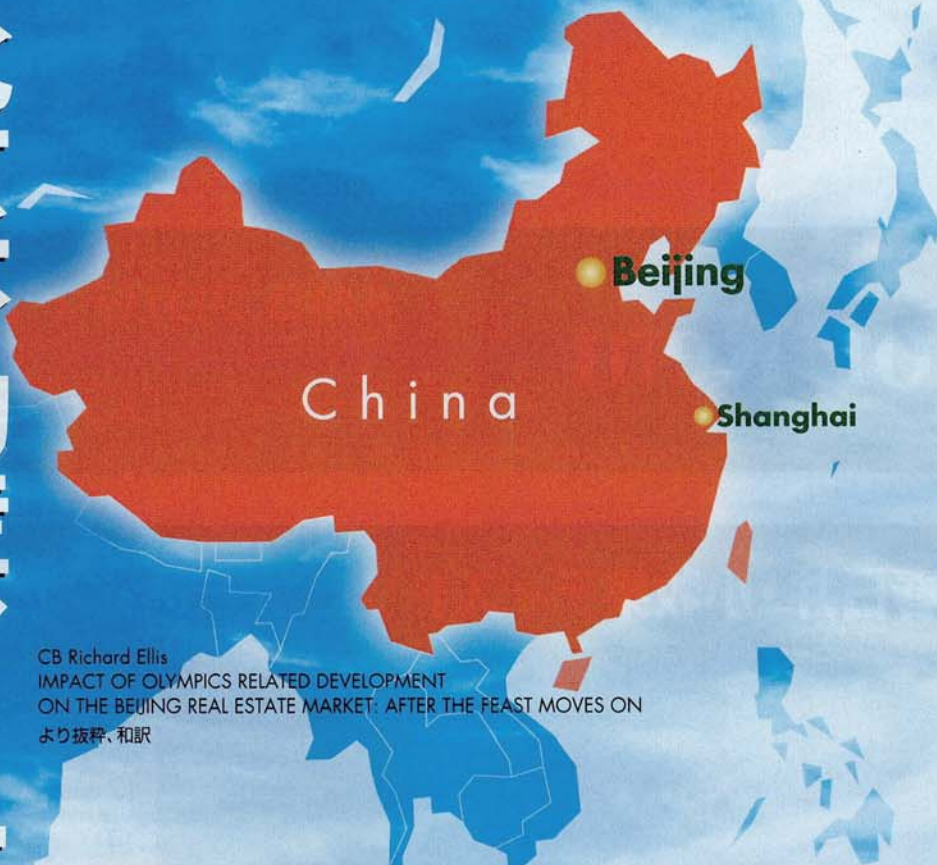 Beijing
China
Shanghai
CB Richard Ellis
IMPACT OF OLYMPICS RELATED DEVELOPMENT
ON THE BEIJING REAL ESTATE MARKET: AFTER THE FEAST MOVES ON
より抜粋、和訳